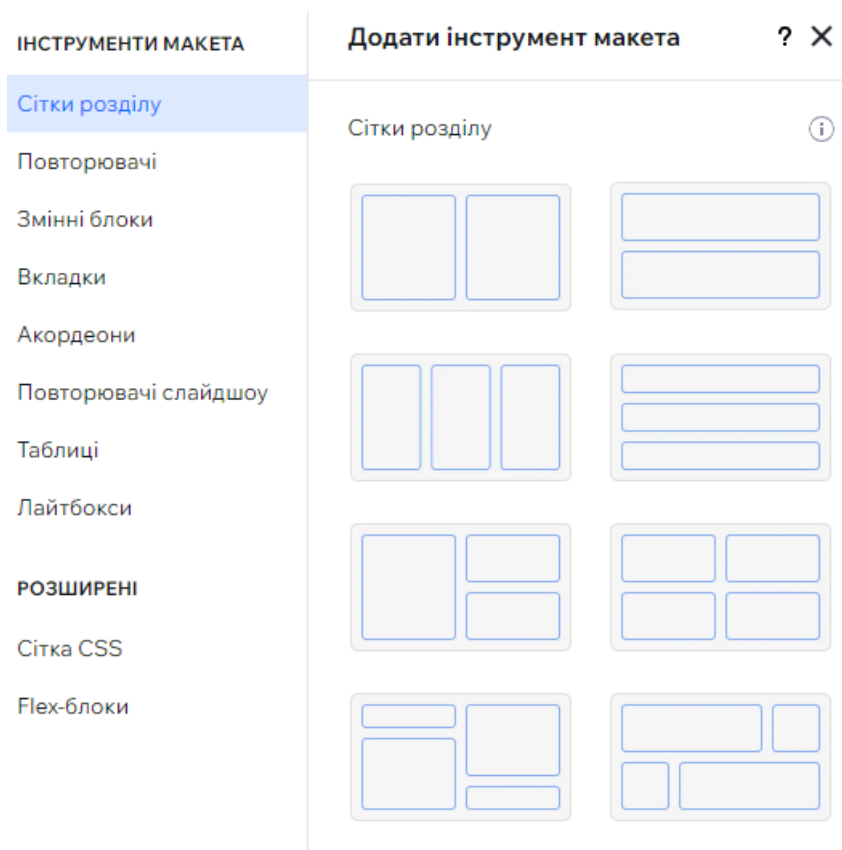 ІНСТРУМЕНТИ МАКЕТА
Сітки розділу
Повторювачі
Змінні блоки
Вкладки
Акордеони
Повторювачі слайдшоу
Таблиці
Лайтбокси
РОЗШИРЕНІ
Сітка CSS
Flex-блоки
Додати інструмент макета ?
Сітки розділу